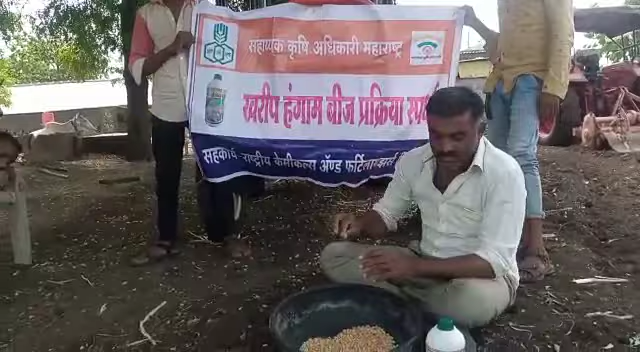 सहाय्यक कृषि अधिकारी महाराष्ट्र
खरीप हंगाम बीज प्रक्रिया
सहकार्य राष्ट्रीय केमीकल्स अ‍ॅण्ड फर्टिलायझर्स